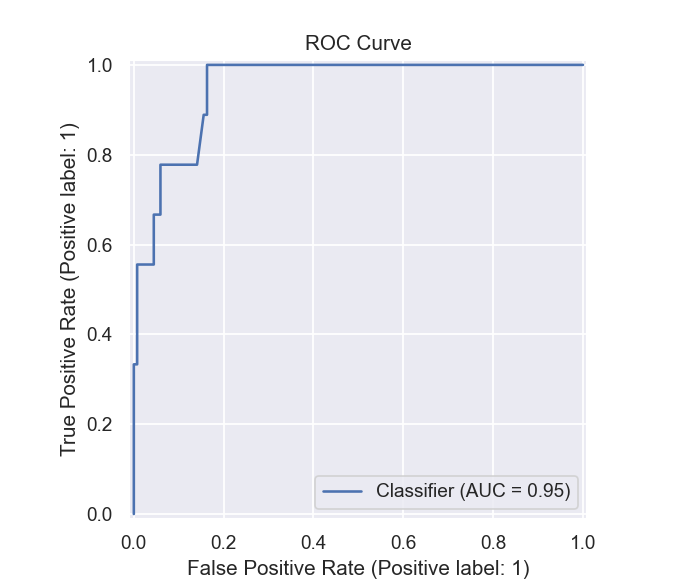 ROC Curve
True Positive Rate (Positive label: 1)
1.0
0.8
0.6
0.4
0.2
0.0
Classifier (AUC = 0.95)
0.0 0.2 0.4 0.6 0.8 1.0
False Positive Rate (Positive label: 1)